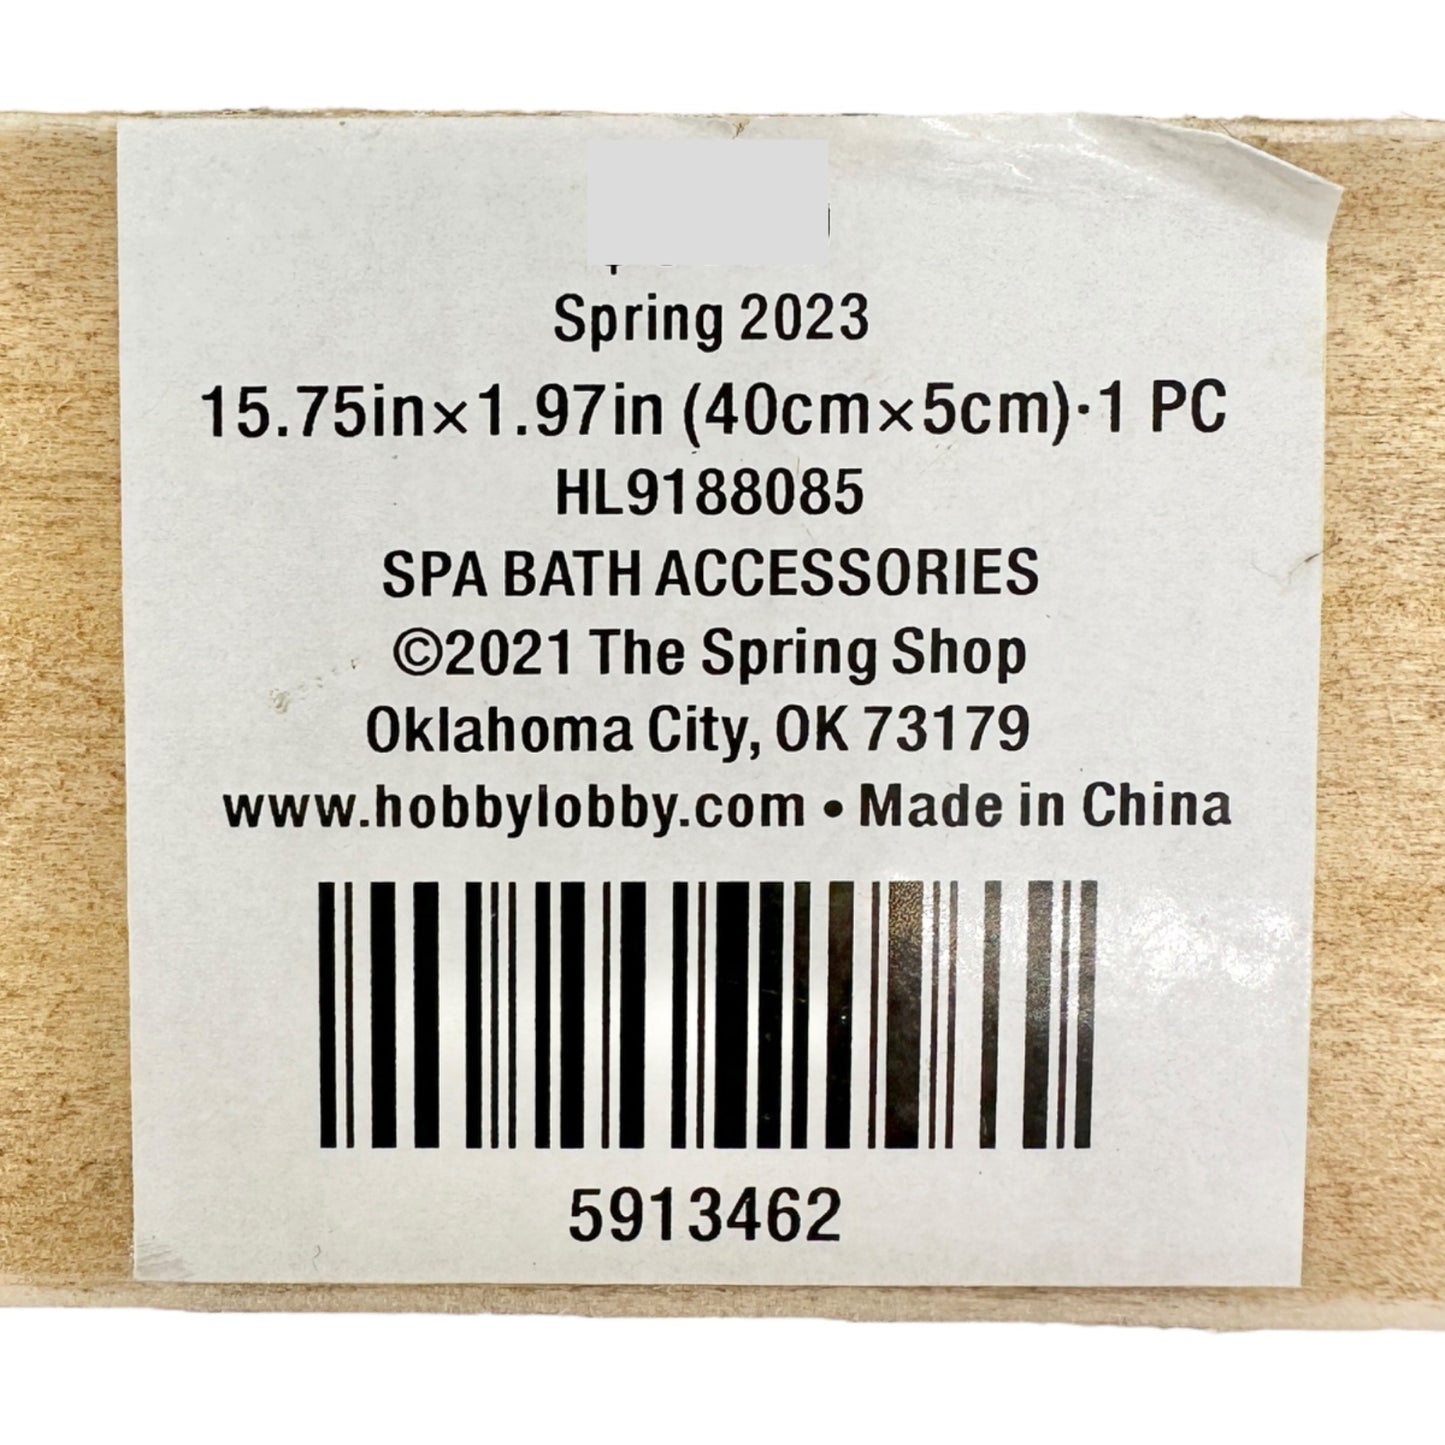 Spring 2023
15.75in×1.97in (40cm×5cm)·1 PC
HL9188085
SPA BATH ACCESSORIES
©2021 The Spring Shop
Oklahoma City, OK 73179
www.hobbylobby.com • Made in China
5913462